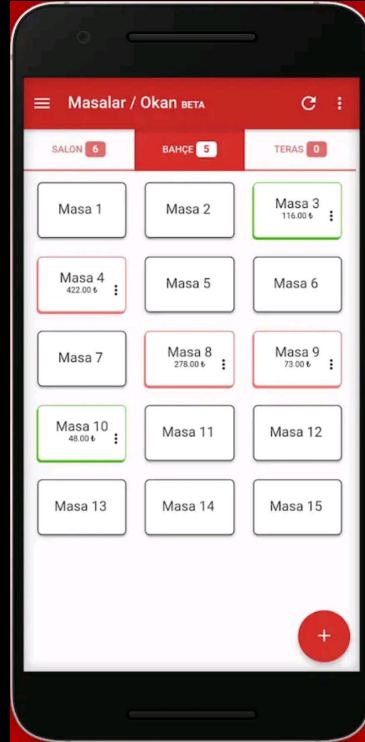 Masalar / Okan BETA
SALON 6 BAHÇE 5 TERAS 0
Masa 1
Masa 2
Masa 3
116.00 ₺
Masa 4
422.00 ₺
Masa 5
Masa 6
Masa 7
Masa 8
278.00 ₺
Masa 9
73.00 ₺
Masa 10
48.00 ₺
Masa 11
Masa 12
Masa 13
Masa 14
Masa 15